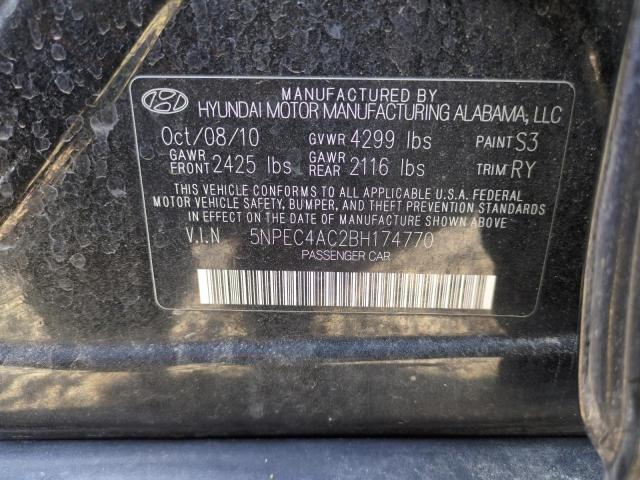 MANUFACTURED BY
HYUNDAI MOTOR MANUFACTURING ALABAMA, LLC
Oct/08/10 GVWR 4299 lbs PAINT S3
GAWR FRONT 2425 lbs GAWR REAR 2116 lbs TRIM RY
THIS VEHICLE CONFORMS TO ALL APPLICABLE U.S.A. FEDERAL
MOTOR VEHICLE SAFETY, BUMPER, AND THEFT PREVENTION STANDARDS
IN EFFECT ON THE DATE OF MANUFACTURE SHOWN ABOVE
V.I.N 5NPEC4AC2BH174770
PASSENGER CAR